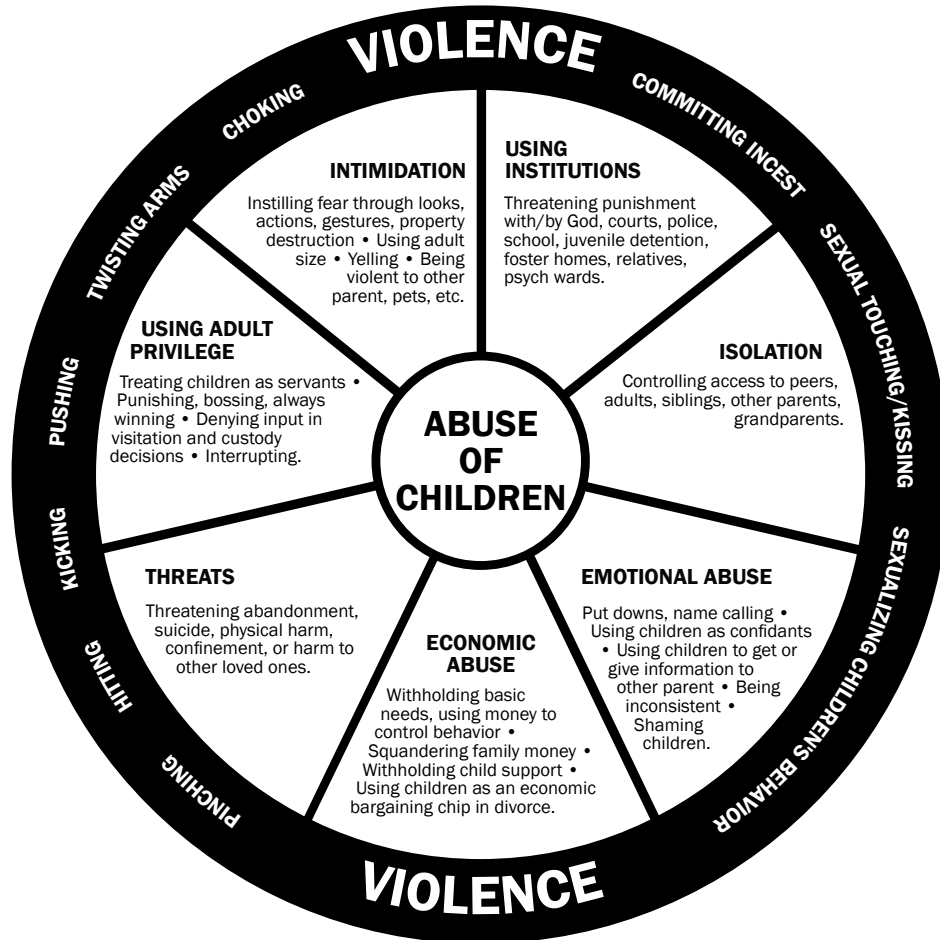 VIOLENCE
CHOKING
TWISTING ARMS
PUSHING
KICKING
HITTING
PINCHING
COMMITTING INCEST
SEXUAL TOUCHING/KISSING
SEXUALIZING CHILDREN'S BEHAVIOR
INTIMIDATION
Instilling fear through looks,
actions, gestures, property
destruction • Using adult
size • Yelling • Being
violent to other
parent, pets, etc.
USING
INSTITUTIONS
Threatening punishment
with/by God, courts, police,
school, juvenile detention,
foster homes, relatives,
psych wards.
USING ADULT
PRIVILEGE
Treating children as servants •
Punishing, bossing, always
winning • Denying input in
visitation and custody
decisions • Interrupting.
ISOLATION
Controlling access to peers,
adults, siblings, other parents,
grandparents.
ABUSE
OF
CHILDREN
THREATS
Threatening abandonment,
suicide, physical harm,
confinement, or harm to
other loved ones.
ECONOMIC
ABUSE
Withholding basic
needs, using money to
control behavior •
Squandering family money •
Withholding child support •
Using children as an economic
bargaining chip in divorce.
EMOTIONAL ABUSE
Put downs, name calling •
Using children as confidants
• Using children to get or
give information to
other parent • Being
inconsistent •
Shaming
children.
VIOLENCE